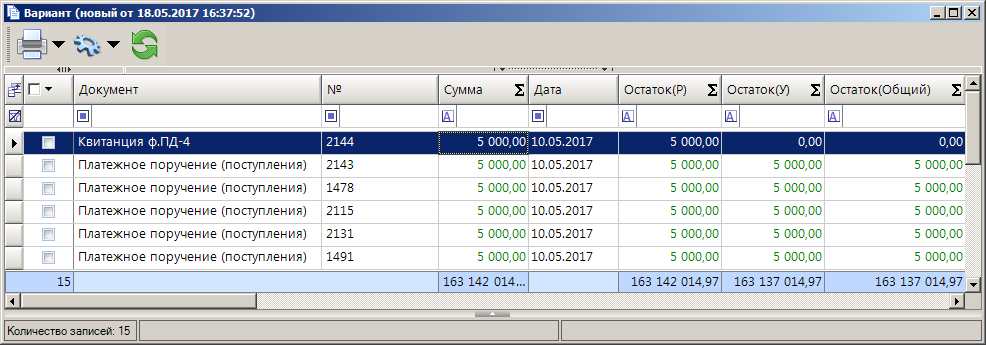 Вариант (новый от 18.05.2017 16:37:52)
Документ № Сумма Σ Дата Остаток(Р) Σ Остаток(У) Σ Остаток(Общий) Σ
A A A A A
Квитанция ф.ПД-4 2144 5 000,00 10.05.2017 5 000,00 0,00 0,00
Платежное поручение (поступления) 2143 5 000,00 10.05.2017 5 000,00 5 000,00 5 000,00
Платежное поручение (поступления) 1478 5 000,00 10.05.2017 5 000,00 5 000,00 5 000,00
Платежное поручение (поступления) 2115 5 000,00 10.05.2017 5 000,00 5 000,00 5 000,00
Платежное поручение (поступления) 2131 5 000,00 10.05.2017 5 000,00 5 000,00 5 000,00
Платежное поручение (поступления) 1491 5 000,00 10.05.2017 5 000,00 5 000,00 5 000,00
15 163 142 014... 163 142 014,97 163 137 014,97 163 137 014,97
Количество записей: 15